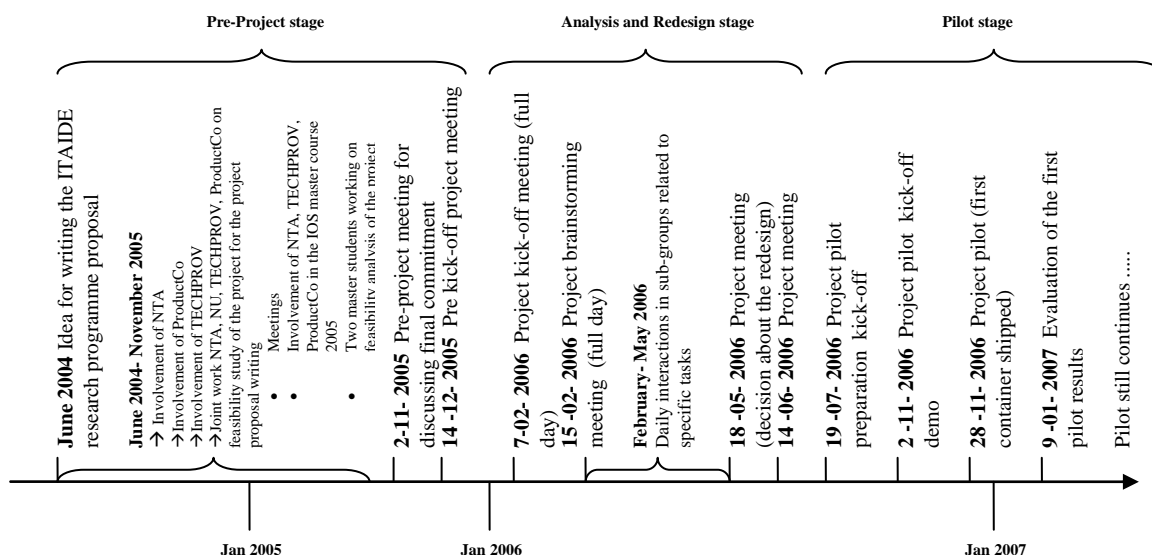 Pre-Project stage
Analysis and Redesign stage
Pilot stage
June 2004 Idea for writing the ITAIDE
research programme proposal
June 2004- November 2005
→ Involvement of NTA
→Involvement of ProductCo
→Involvement of TECHPROV
→Joint work NTA, NU, TECHPROV, ProductCo on
feasibility study of the project for the project
proposal writing
• Meetings
• Involvement of NTA, TECHPROV,
ProductCo in the IOS master course
2005
• Two master students working on
feasibility analysis of the project
2-11- 2005 Pre-project meeting for
discussing final commitment
14 -12- 2005 Pre kick-off project meeting
7-02- 2006 Project kick-off meeting (full
day)
15 -02- 2006 Project brainstorming
meeting (full day)
February- May 2006
Daily interactions in sub-groups related to
specific tasks
18 -05- 2006 Project meeting
(decision about the redesign)
14 -06- 2006 Project meeting
19 -07- 2006 Project pilot
preparation kick-off
2 -11- 2006 Project pilot kick-off
demo
28 -11- 2006 Project pilot (first
container shipped)
9 -01- 2007 Evaluation of the first
pilot results
Pilot still continues .....
Jan 2005
Jan 2006
Jan 2007